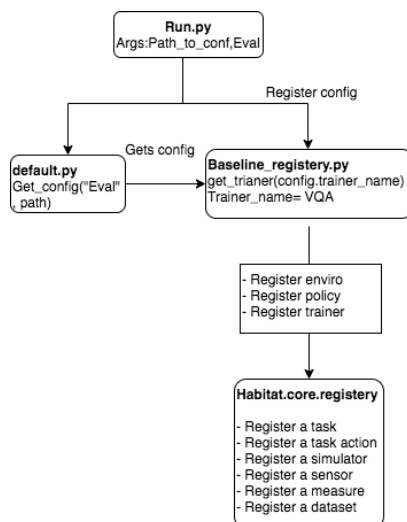 Run.py
Args:Path_to_conf,Eval
Register config
Gets config
default.py
Get_config("Eval"
, path)
Baseline_registery.py
get_trianer(config.trainer_name)
Trainer_name= VQA
- Register enviro
- Register policy
- Register trainer
Habitat.core.registery
- Register a task
- Register a task action
- Register a simulator
- Register a sensor
- Register a measure
- Register a dataset